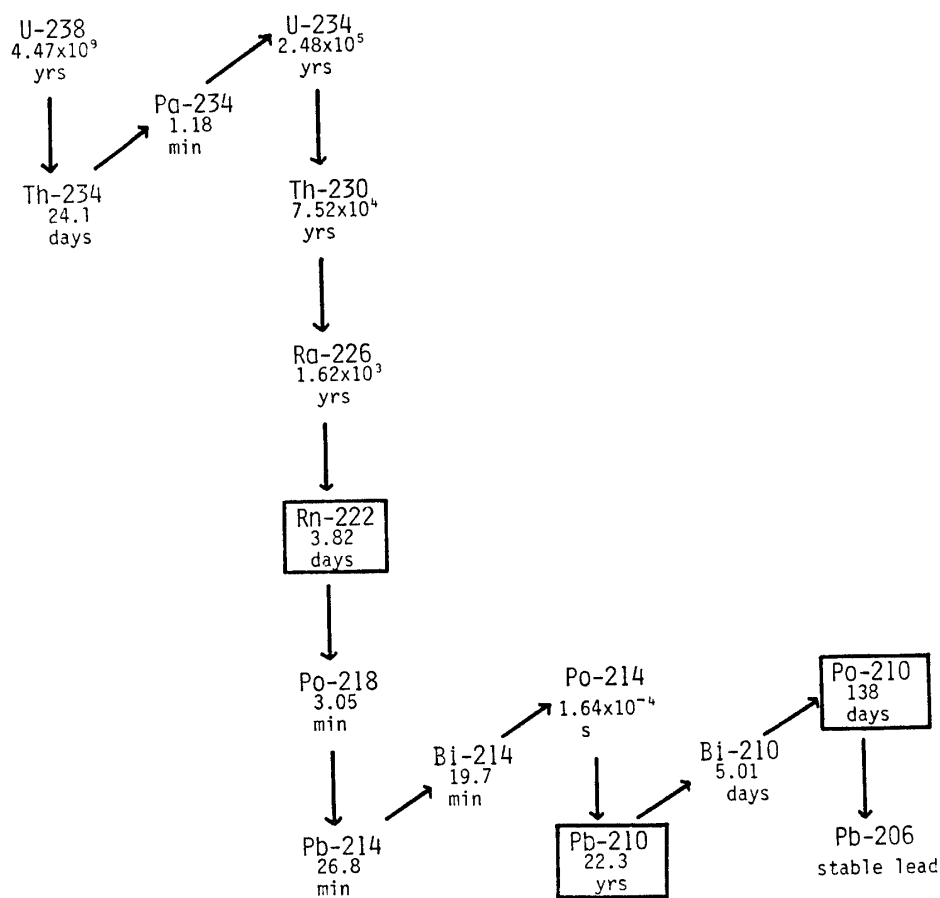 U-238
4.47x10⁹
yrs
Th-234
24.1
days
Pa-234
1.18
min
U-234
2.48x10⁵
yrs
Th-230
7.52x10⁴
yrs
Ra-226
1.62x10³
yrs
Rn-222
3.82
days
Po-218
3.05
min
Pb-214
26.8
min
Bi-214
19.7
min
Po-214
1.64x10⁻⁴
s
Pb-210
22.3
yrs
Bi-210
5.01
days
Po-210
138
days
Pb-206
stable lead